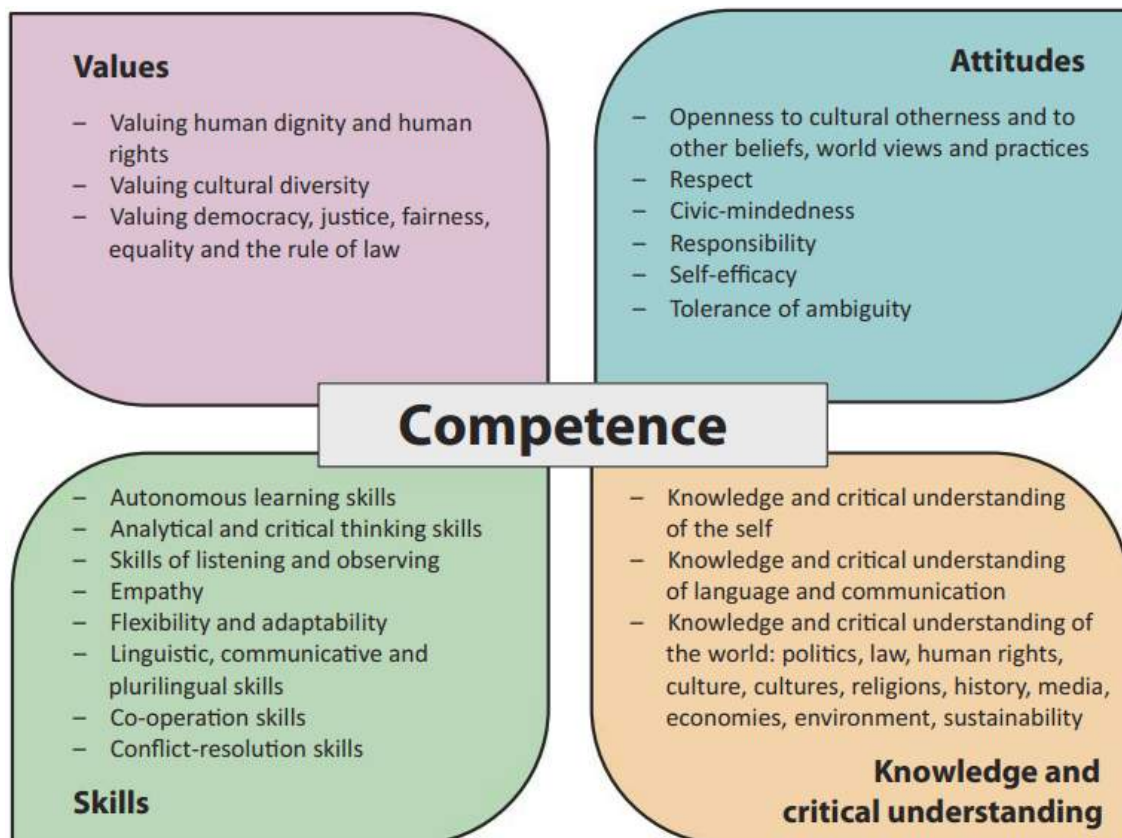 Values
– Valuing human dignity and human
rights
– Valuing cultural diversity
– Valuing democracy, justice, fairness,
equality and the rule of law
Attitudes
– Openness to cultural otherness and to
other beliefs, world views and practices
– Respect
– Civic-mindedness
– Responsibility
– Self-efficacy
– Tolerance of ambiguity
Competence
– Autonomous learning skills
– Analytical and critical thinking skills
– Skills of listening and observing
– Empathy
– Flexibility and adaptability
– Linguistic, communicative and
plurilingual skills
– Co-operation skills
– Conflict-resolution skills
Skills
– Knowledge and critical understanding
of the self
– Knowledge and critical understanding
of language and communication
– Knowledge and critical understanding of
the world: politics, law, human rights,
culture, cultures, religions, history, media,
economies, environment, sustainability
Knowledge and
critical understanding